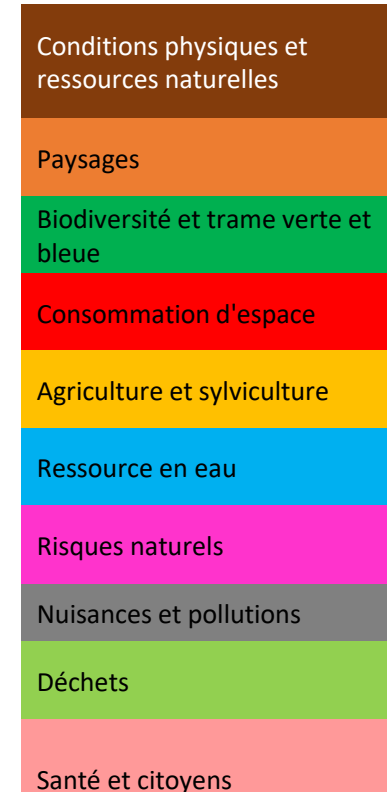 Conditions physiques et
ressources naturelles
Paysages
Biodiversité et trame verte et
bleue
Consommation d'espace
Agriculture et sylviculture
Ressource en eau
Risques naturels
Nuisances et pollutions
Déchets
Santé et citoyens